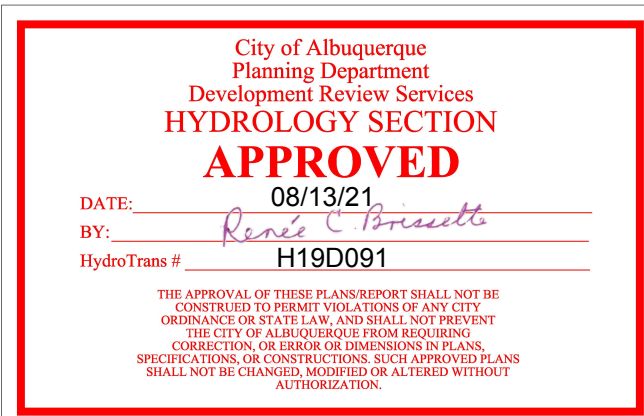 City of Albuquerque
Planning Department
Development Review Services
HYDROLOGY SECTION
APPROVED
DATE: 08/13/21
BY: Renée C. Brissette
HydroTrans # H19D091
THE APPROVAL OF THESE PLANS/REPORT SHALL NOT BE
CONSTRUED TO PERMIT VIOLATIONS OF ANY CITY
ORDINANCE OR STATE LAW, AND SHALL NOT PREVENT
THE CITY OF ALBUQUERQUE FROM REQUIRING
CORRECTION, OR ERROR OR DIMENSIONS IN PLANS,
SPECIFICATIONS, OR CONSTRUCTIONS. SUCH APPROVED PLANS
SHALL NOT BE CHANGED, MODIFIED OR ALTERED WITHOUT
AUTHORIZATION.